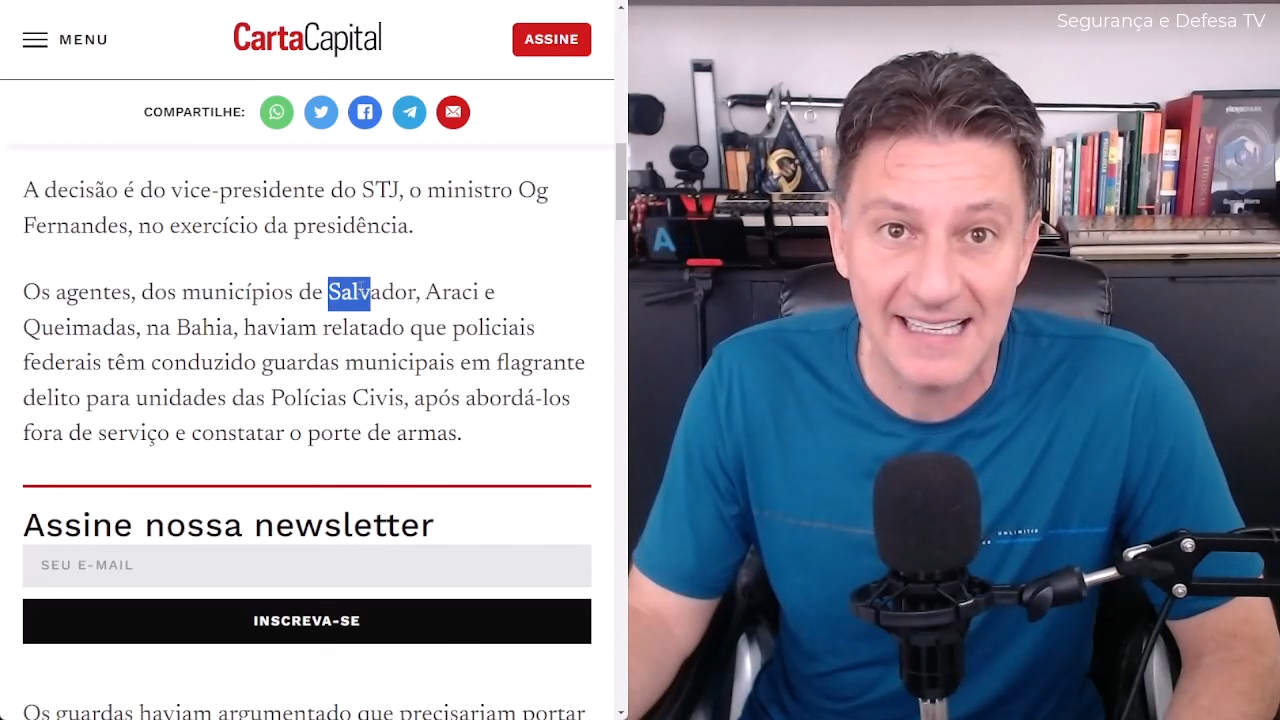 MENU
CartaCapital
ASSINE
COMPARTILHE:
A decisão é do vice-presidente do STJ, o ministro Og
Fernandes, no exercício da presidência.
Os agentes, dos municípios de Salvador, Araci e
Queimadas, na Bahia, haviam relatado que policiais
federais têm conduzido guardas municipais em flagrante
delito para unidades das Polícias Civis, após abordá-los
fora de serviço e constatar o porte de armas.
Assine nossa newsletter
SEU E-MAIL
INSCREVA-SE
Os guardas haviam argumentado que precisariam portar
Segurança e Defesa TV
UNLIMITED